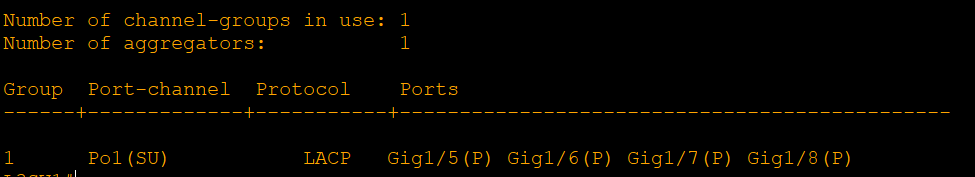 Number of channel-groups in use: 1
Number of aggregators:           1
Group  Port-channel  Protocol    Ports
------+-------------+-----------+----------------------------------------------
1      Po1(SU)           LACP   Gig1/5(P) Gig1/6(P) Gig1/7(P) Gig1/8(P)